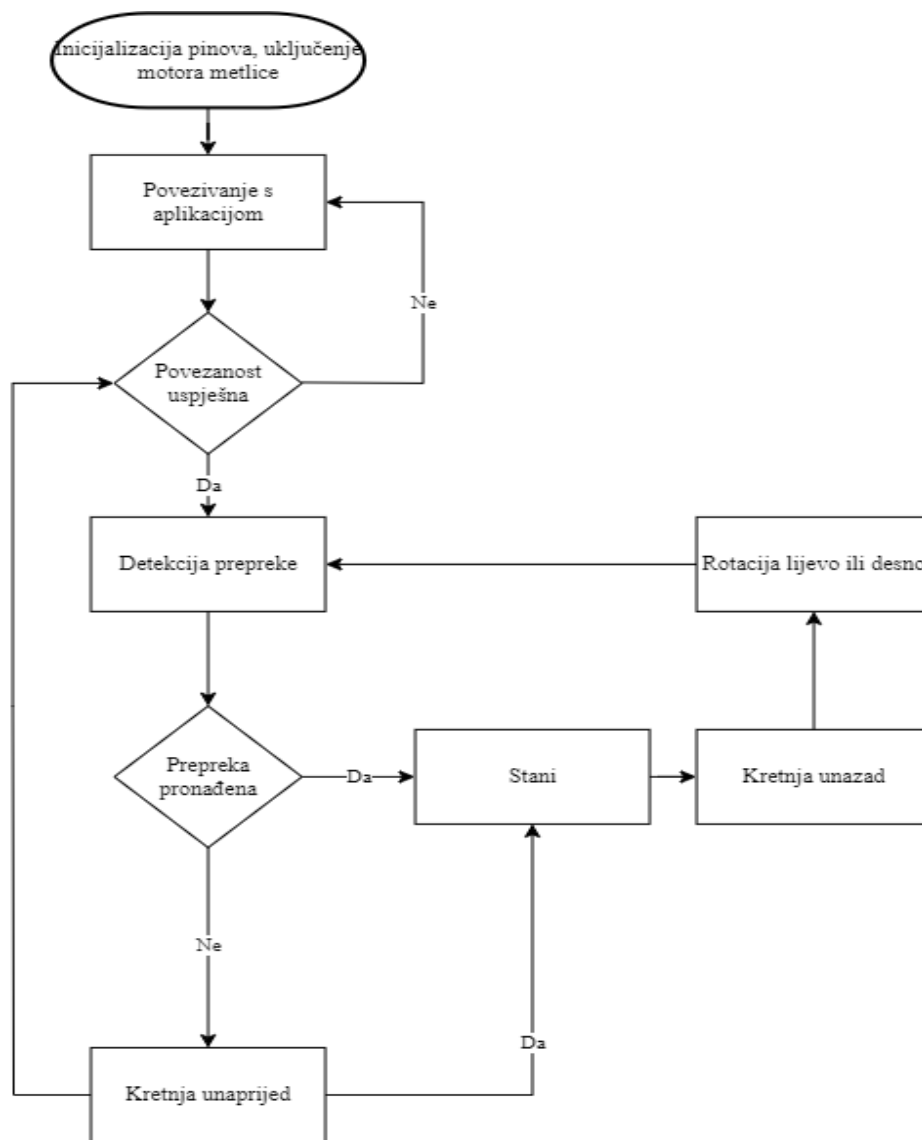 Inicijalizacija pinova, uključenje
motora metlice
Povezivanje s
aplikacijom
Ne
Povezanost
uspješna
Da
Detekcija prepreke
Rotacija lijevo ili desno
Prepreka
pronađena
Da
Stani
Kretnja unazad
Ne
Da
Kretnja unaprijed